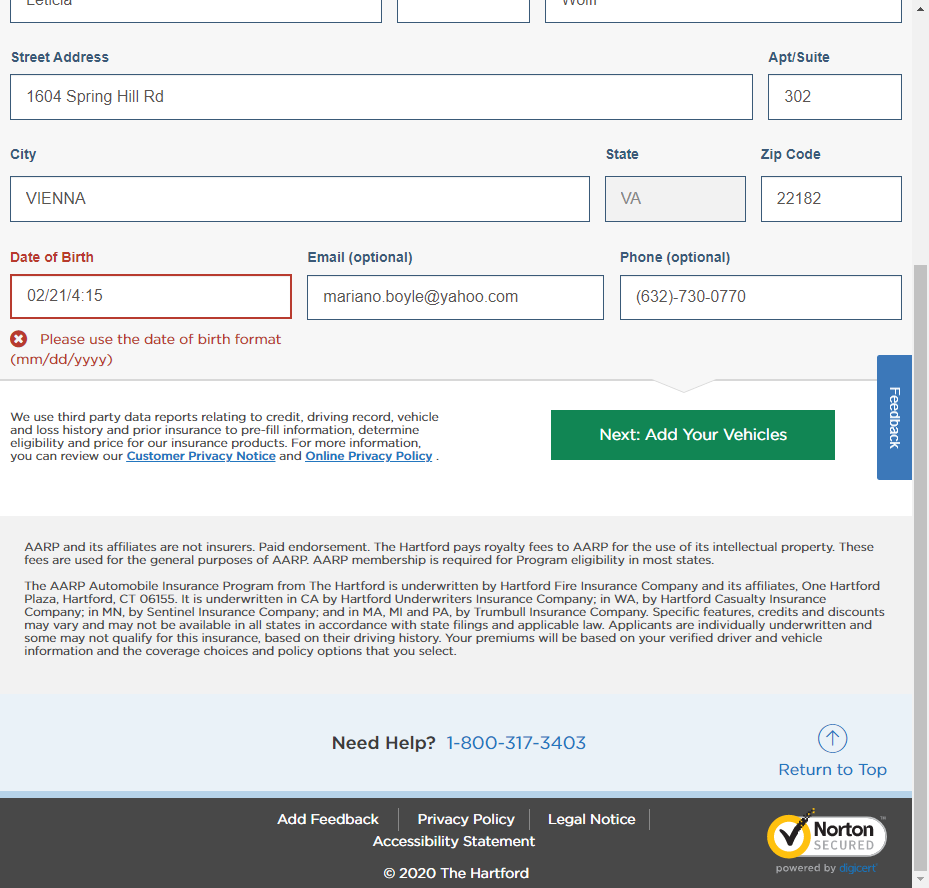 Leticia Wolff
Street Address Apt/Suite
1604 Spring Hill Rd 302
City State Zip Code
VIENNA VA 22182
Date of Birth Email (optional) Phone (optional)
02/21/4:15 mariano.boyle@yahoo.com (632)-730-0770
Please use the date of birth format
(mm/dd/yyyy)
Feedback
We use third party data reports relating to credit, driving record, vehicle
and loss history and prior insurance to pre-fill information, determine
eligibility and price for our insurance products. For more information,
you can review our Customer Privacy Notice and Online Privacy Policy .
Next: Add Your Vehicles
AARP and its affiliates are not insurers. Paid endorsement. The Hartford pays royalty fees to AARP for the use of its intellectual property. These
fees are used for the general purposes of AARP. AARP membership is required for Program eligibility in most states.
The AARP Automobile Insurance Program from The Hartford is underwritten by Hartford Fire Insurance Company and its affiliates, One Hartford
Plaza, Hartford, CT 06155. It is underwritten in CA by Hartford Underwriters Insurance Company; in WA, by Hartford Casualty Insurance
Company; in MN, by Sentinel Insurance Company; and in MA, MI and PA, by Trumbull Insurance Company. Specific features, credits and discounts
may vary and may not be available in all states in accordance with state filings and applicable law. Applicants are individually underwritten and
some may not qualify for this insurance, based on their driving history. Your premiums will be based on your verified driver and vehicle
information and the coverage choices and policy options that you select.
Need Help? 1-800-317-3403
Return to Top
Add Feedback Privacy Policy Legal Notice
Accessibility Statement
© 2020 The Hartford
Norton™
SECURED
powered by digicert